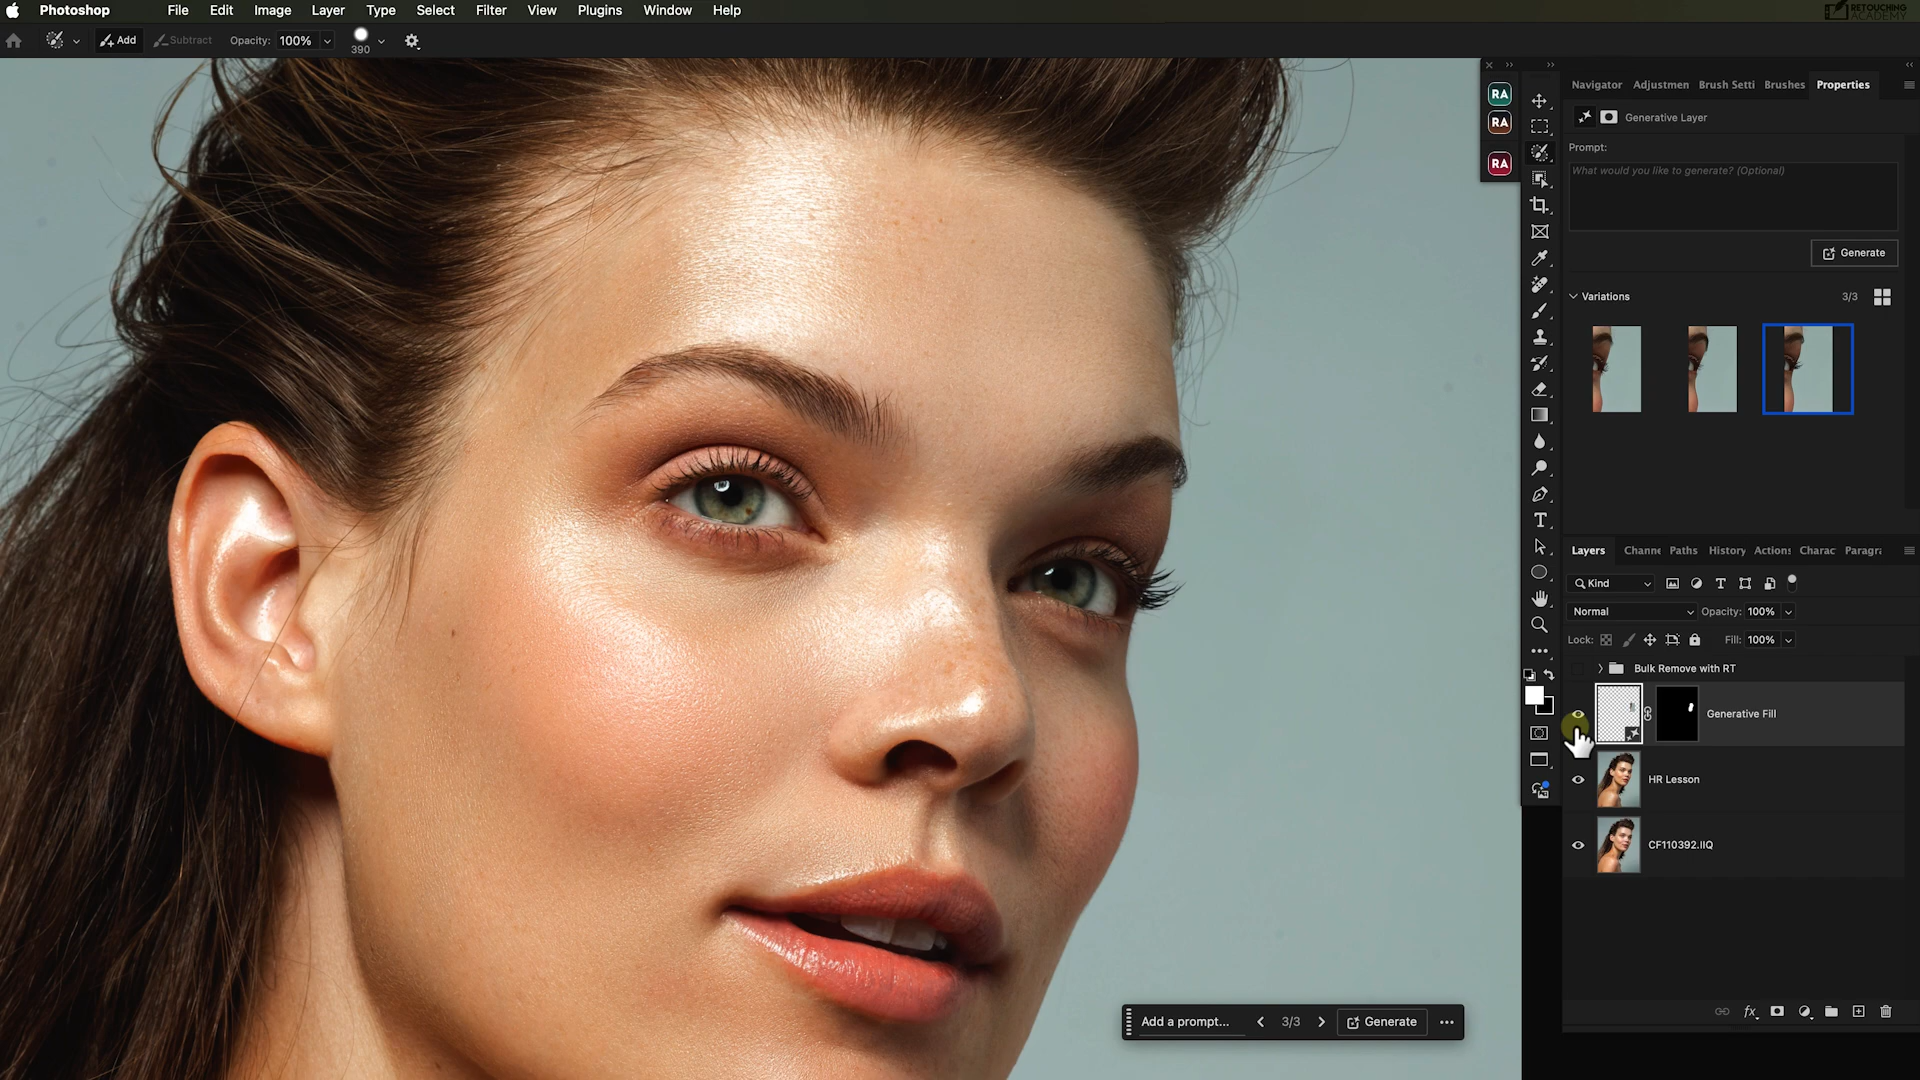 Photoshop File Edit Image Layer Type Select Filter View Plugins Window Help
RETOUCHING
ACADEMY
Add Subtract Opacity: 100% 390
RA
RA
RA
Navigator Adjustmen Brush Setti Brushes Properties
Generative Layer
Prompt:
What would you like to generate? (Optional)
Generate
Variations 3/3
Layers Channe Paths History Actions Charac Paragra
Kind
Normal Opacity: 100%
Lock: Fill: 100%
Bulk Remove with RT
Generative Fill
HR Lesson
CF110392.IIQ
fx
Add a prompt... 3/3 Generate